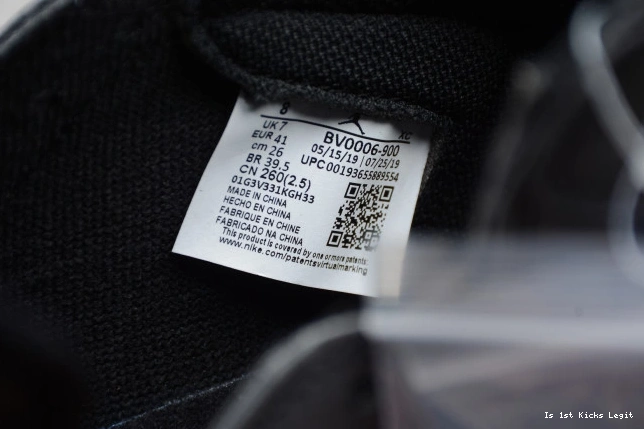 8
XC
UK 7
EUR 41
cm 26
BR 39,5
CN 260(2.5)
BV0006-900
05/15/19 | 07/25/19
UPC 00193655889554
01G3V331KGH33
MADE IN CHINA
HECHO EN CHINA
FABRIQUE EN CHINE
FABRICADO NA CHINA
This product is covered by one or more patents:
www.nike.com/patentsvirtualmarking
Is 1st Kicks Legit